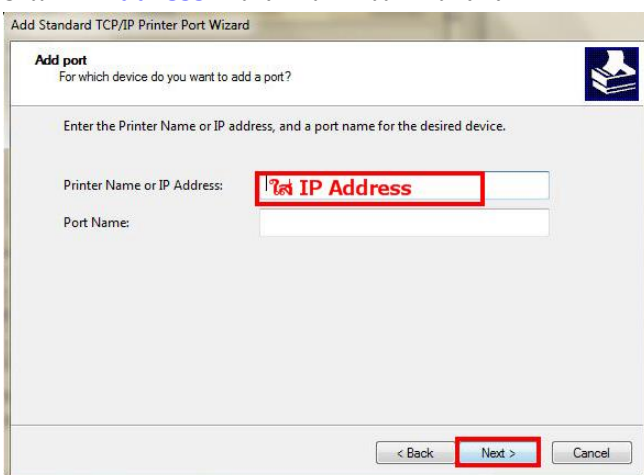 Add Standard TCP/IP Printer Port Wizard
Add port
For which device do you want to add a port?
Enter the Printer Name or IP address, and a port name for the desired device.
Printer Name or IP Address:
ใส่ IP Address
Port Name:
< Back
Next >
Cancel